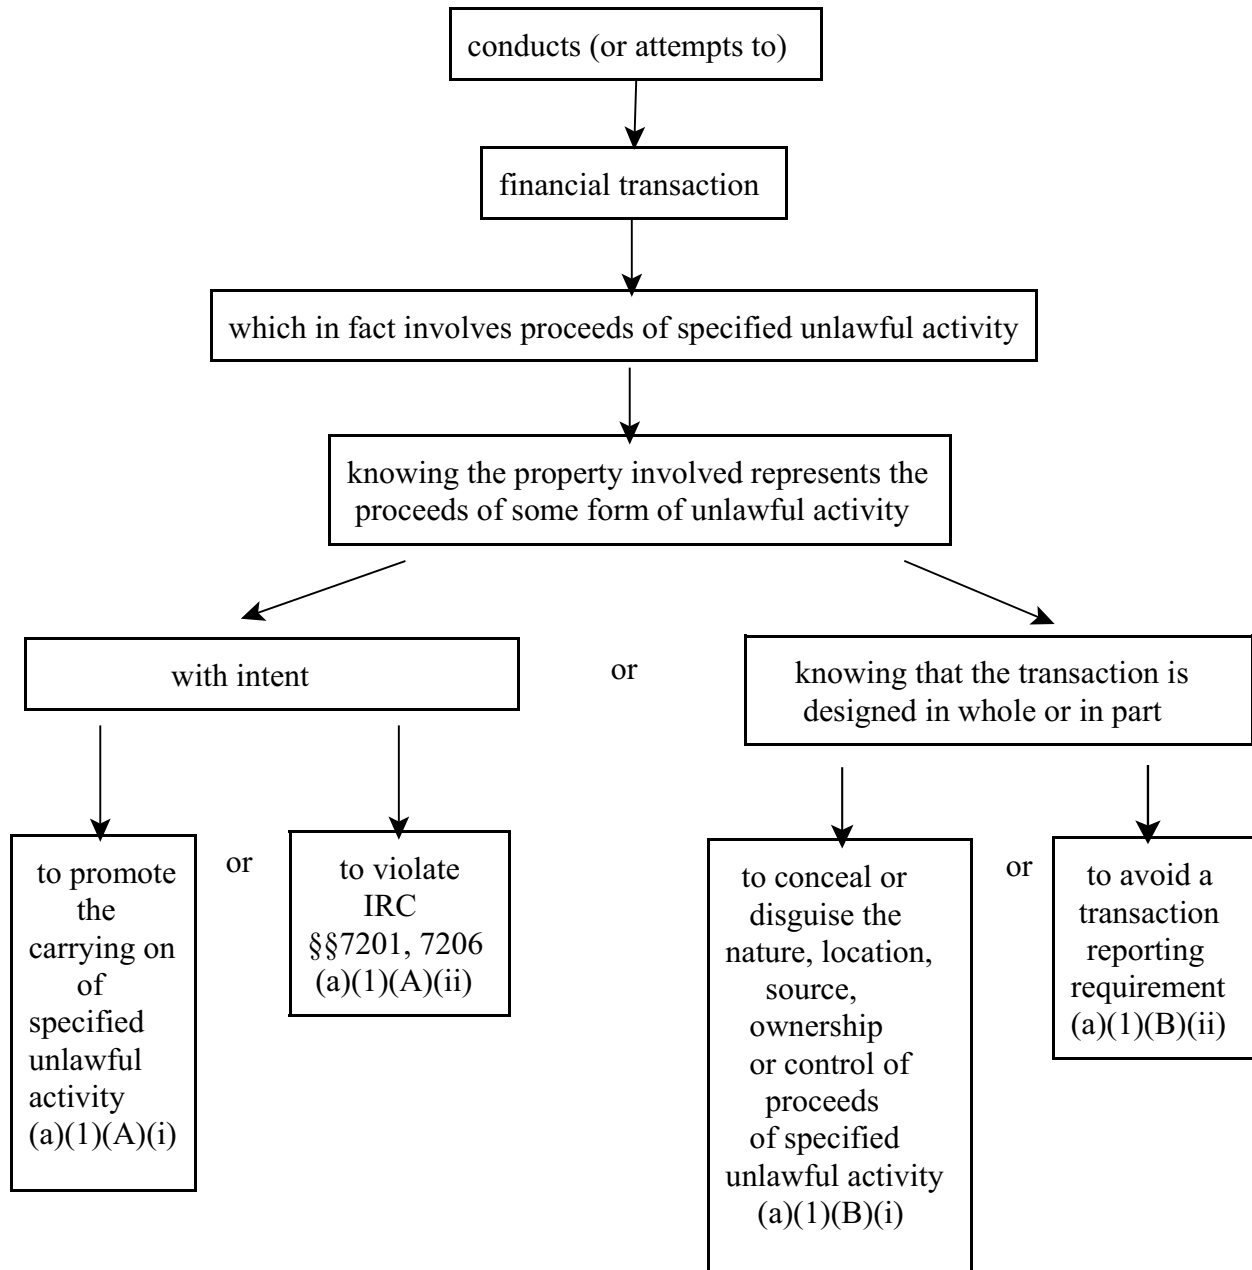 conducts (or attempts to)
financial transaction
which in fact involves proceeds of specified unlawful activity
knowing the property involved represents the
proceeds of some form of unlawful activity
with intent
or
knowing that the transaction is
designed in whole or in part
to promote
the
carrying on
of
specified
unlawful
activity
(a)(1)(A)(i)
or
to violate
IRC
§§7201, 7206
(a)(1)(A)(ii)
to conceal or
disguise the
nature, location,
source,
ownership
or control of
proceeds
of specified
unlawful activity
(a)(1)(B)(i)
or
to avoid a
transaction
reporting
requirement
(a)(1)(B)(ii)